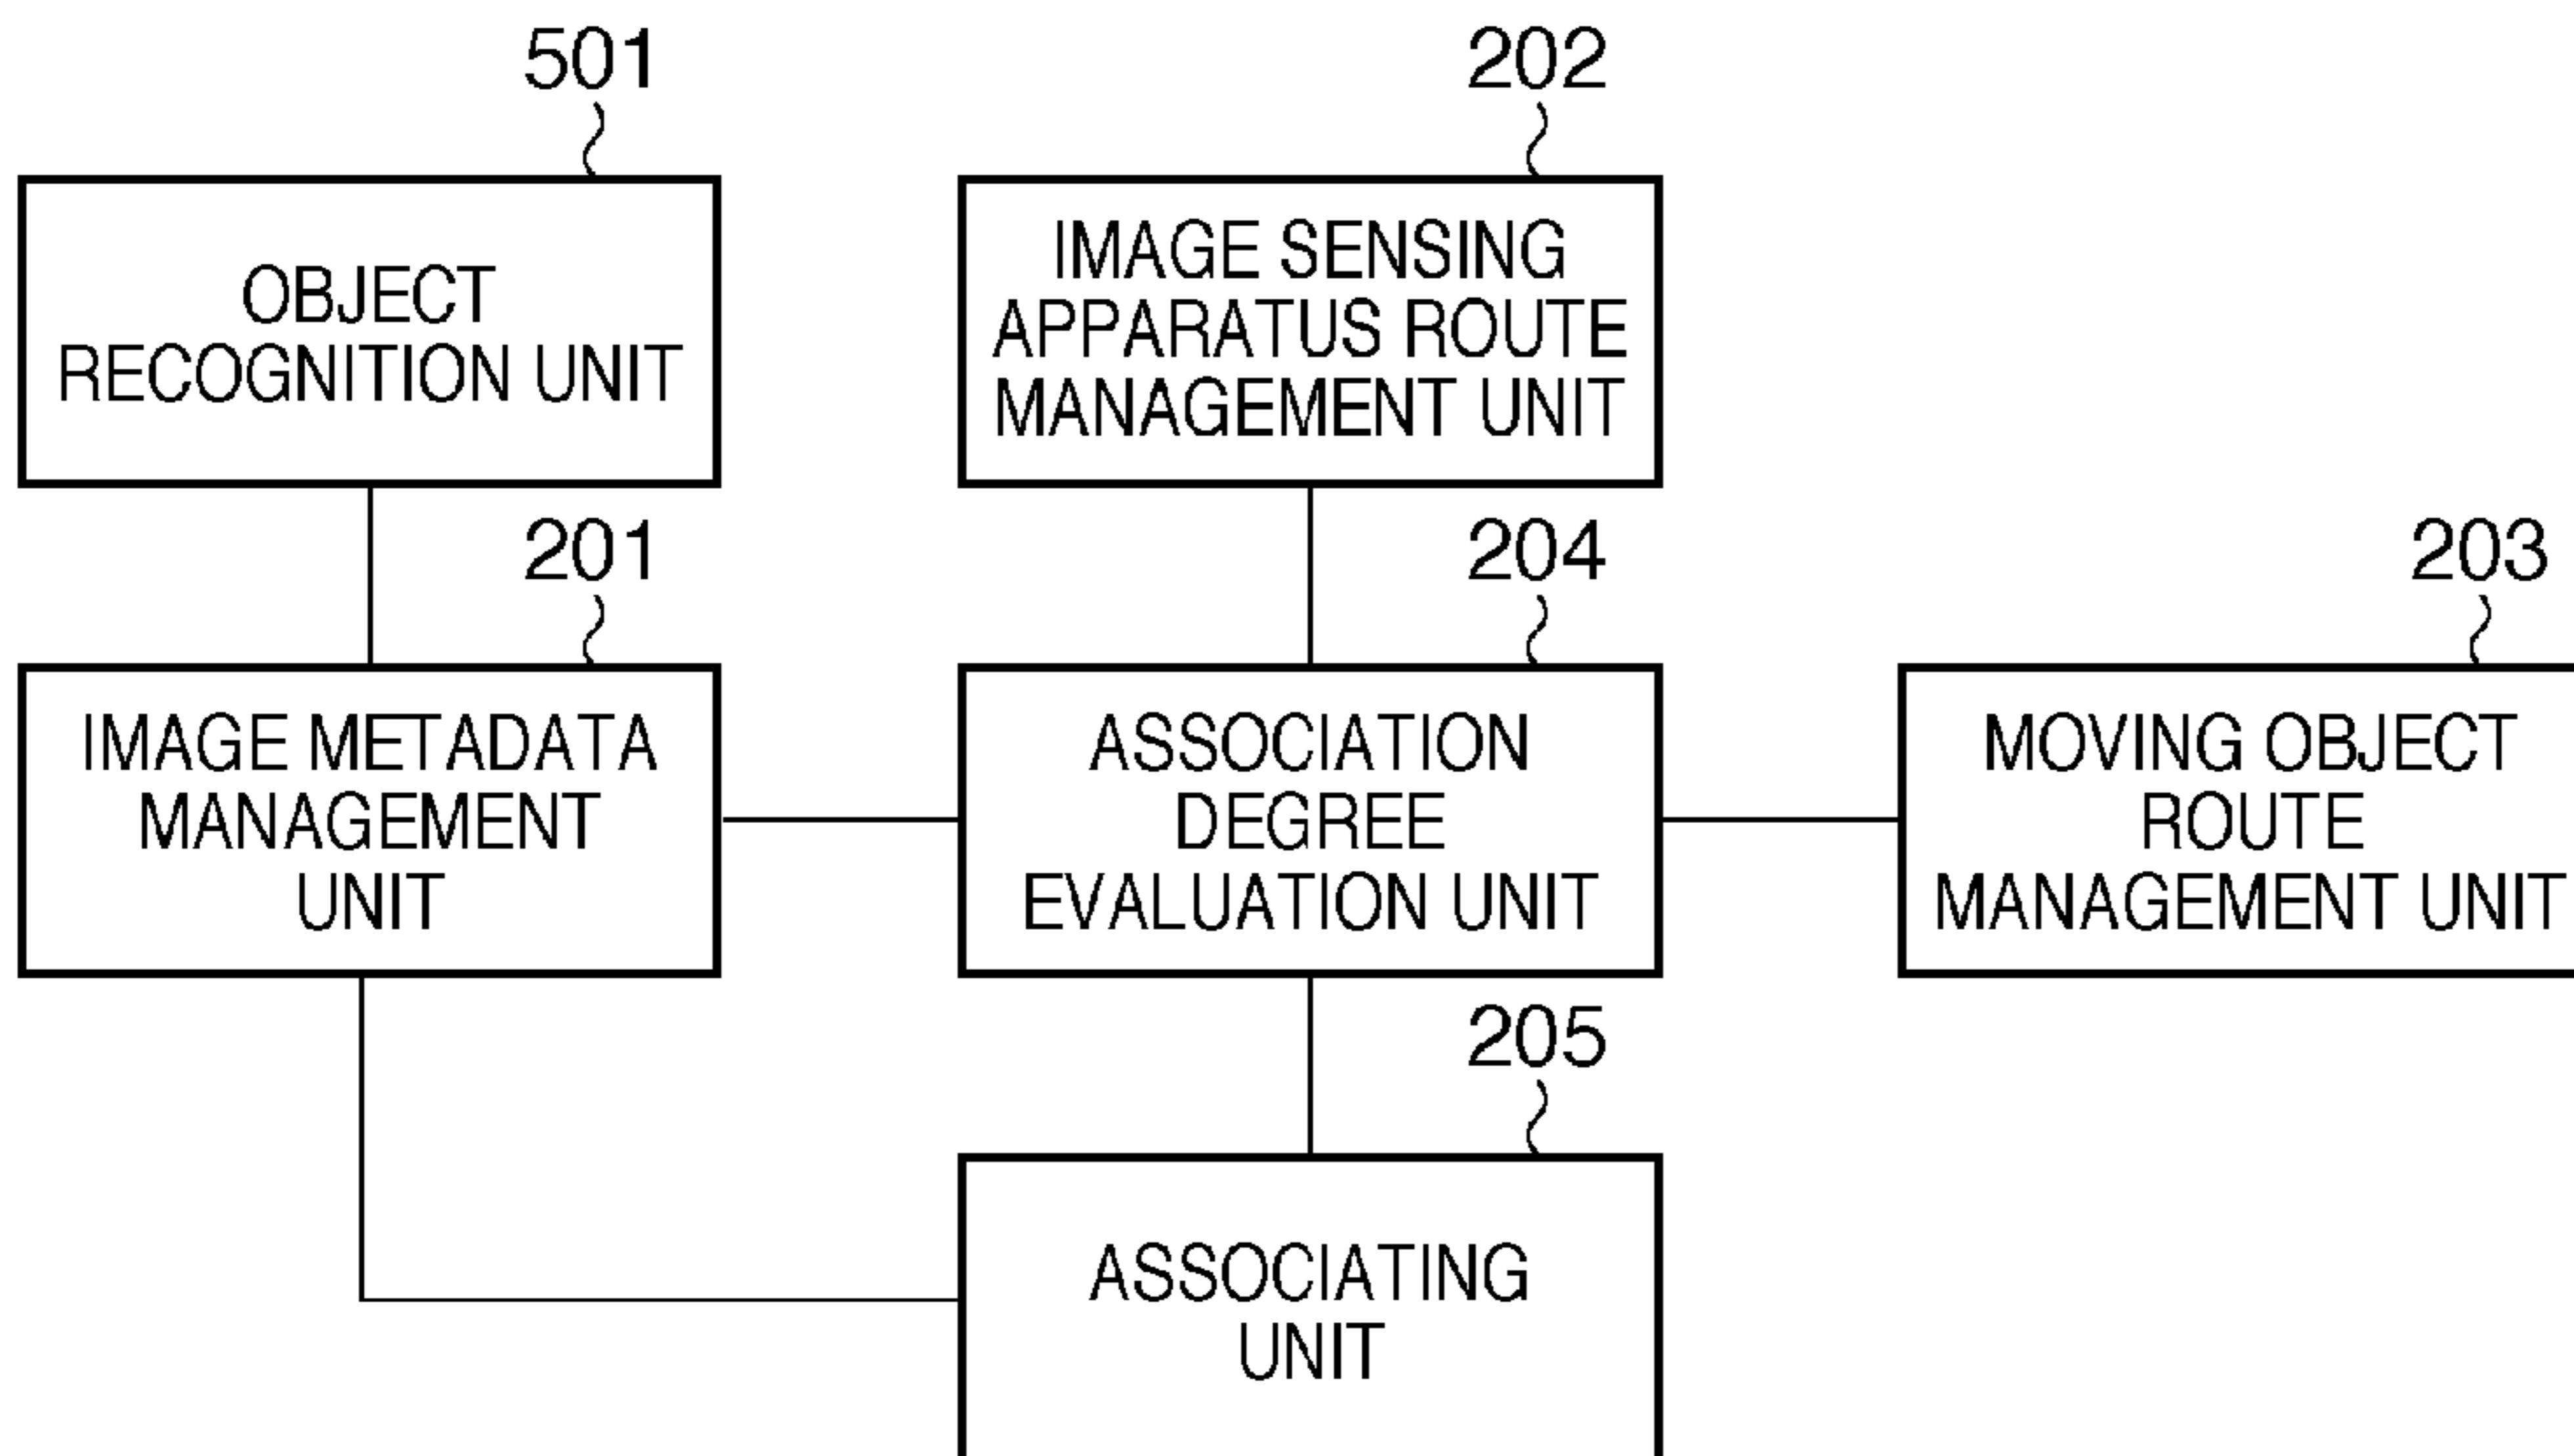 501
OBJECT
RECOGNITION UNIT
202
IMAGE SENSING
APPARATUS ROUTE
MANAGEMENT UNIT
201
IMAGE METADATA
MANAGEMENT
UNIT
204
ASSOCIATION
DEGREE
EVALUATION UNIT
203
MOVING OBJECT
ROUTE
MANAGEMENT UNIT
205
ASSOCIATING
UNIT